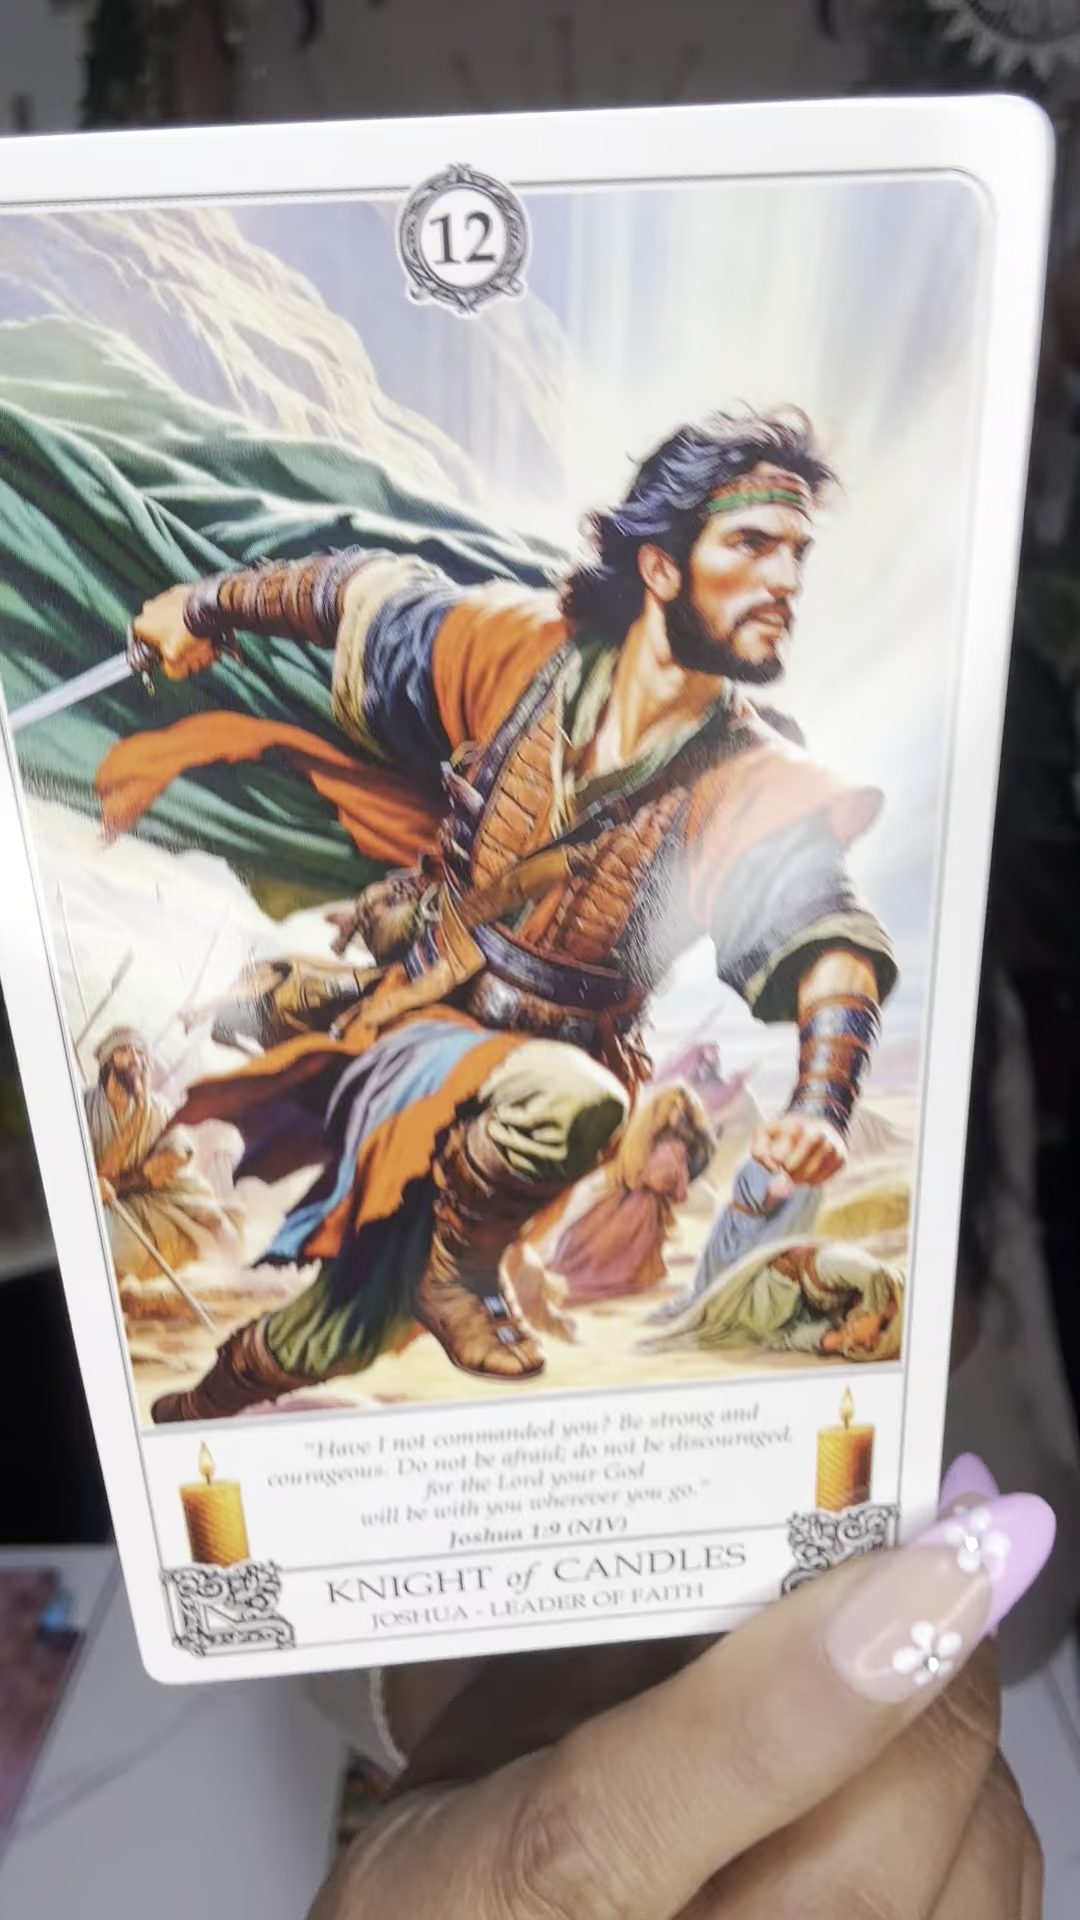 12
"Have I not commanded you? Be strong and
courageous. Do not be afraid; do not be discouraged,
for the Lord your God
will be with you wherever you go."
Joshua 1:9 (NIV)
KNIGHT of CANDLES
JOSHUA - LEADER OF FAITH